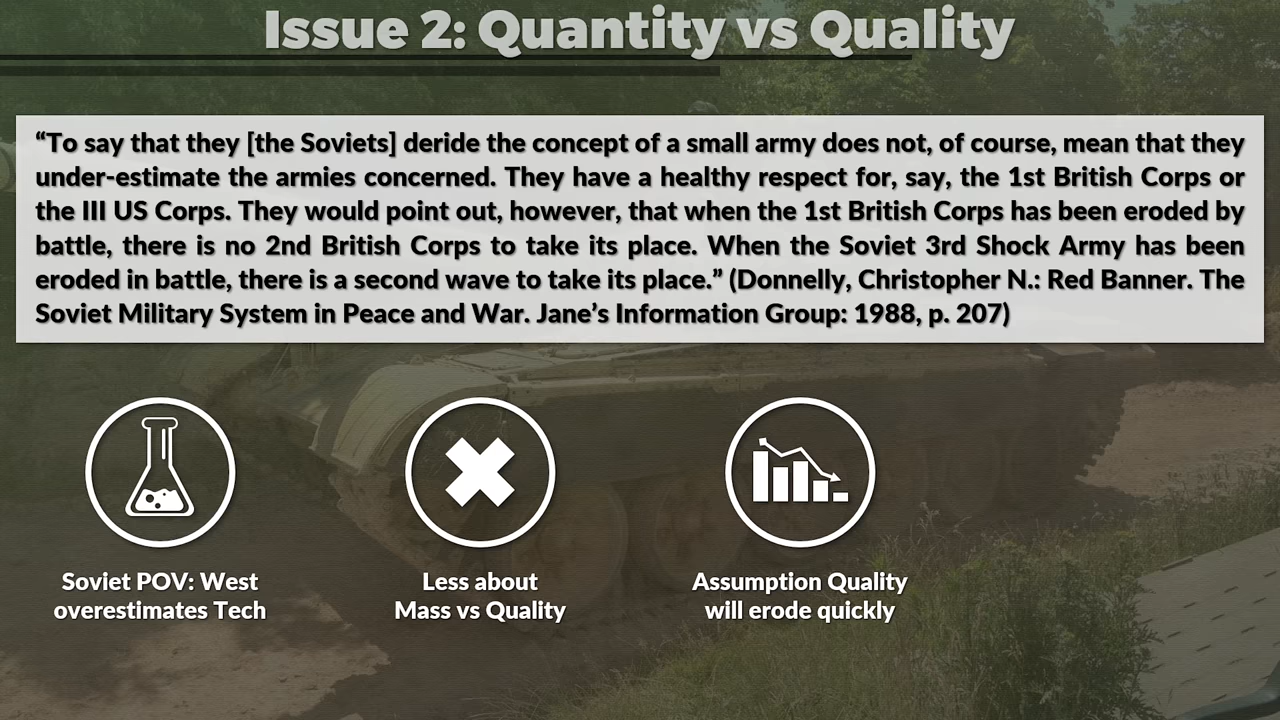 Issue 2: Quantity vs Quality
“To say that they [the Soviets] deride the concept of a small army does not, of course, mean that they
under-estimate the armies concerned. They have a healthy respect for, say, the 1st British Corps or
the III US Corps. They would point out, however, that when the 1st British Corps has been eroded by
battle, there is no 2nd British Corps to take its place. When the Soviet 3rd Shock Army has been
eroded in battle, there is a second wave to take its place.” (Donnelly, Christopher N.: Red Banner. The
Soviet Military System in Peace and War. Jane’s Information Group: 1988, p. 207)
Soviet POV: West
overestimates Tech
Less about
Mass vs Quality
Assumption Quality
will erode quickly